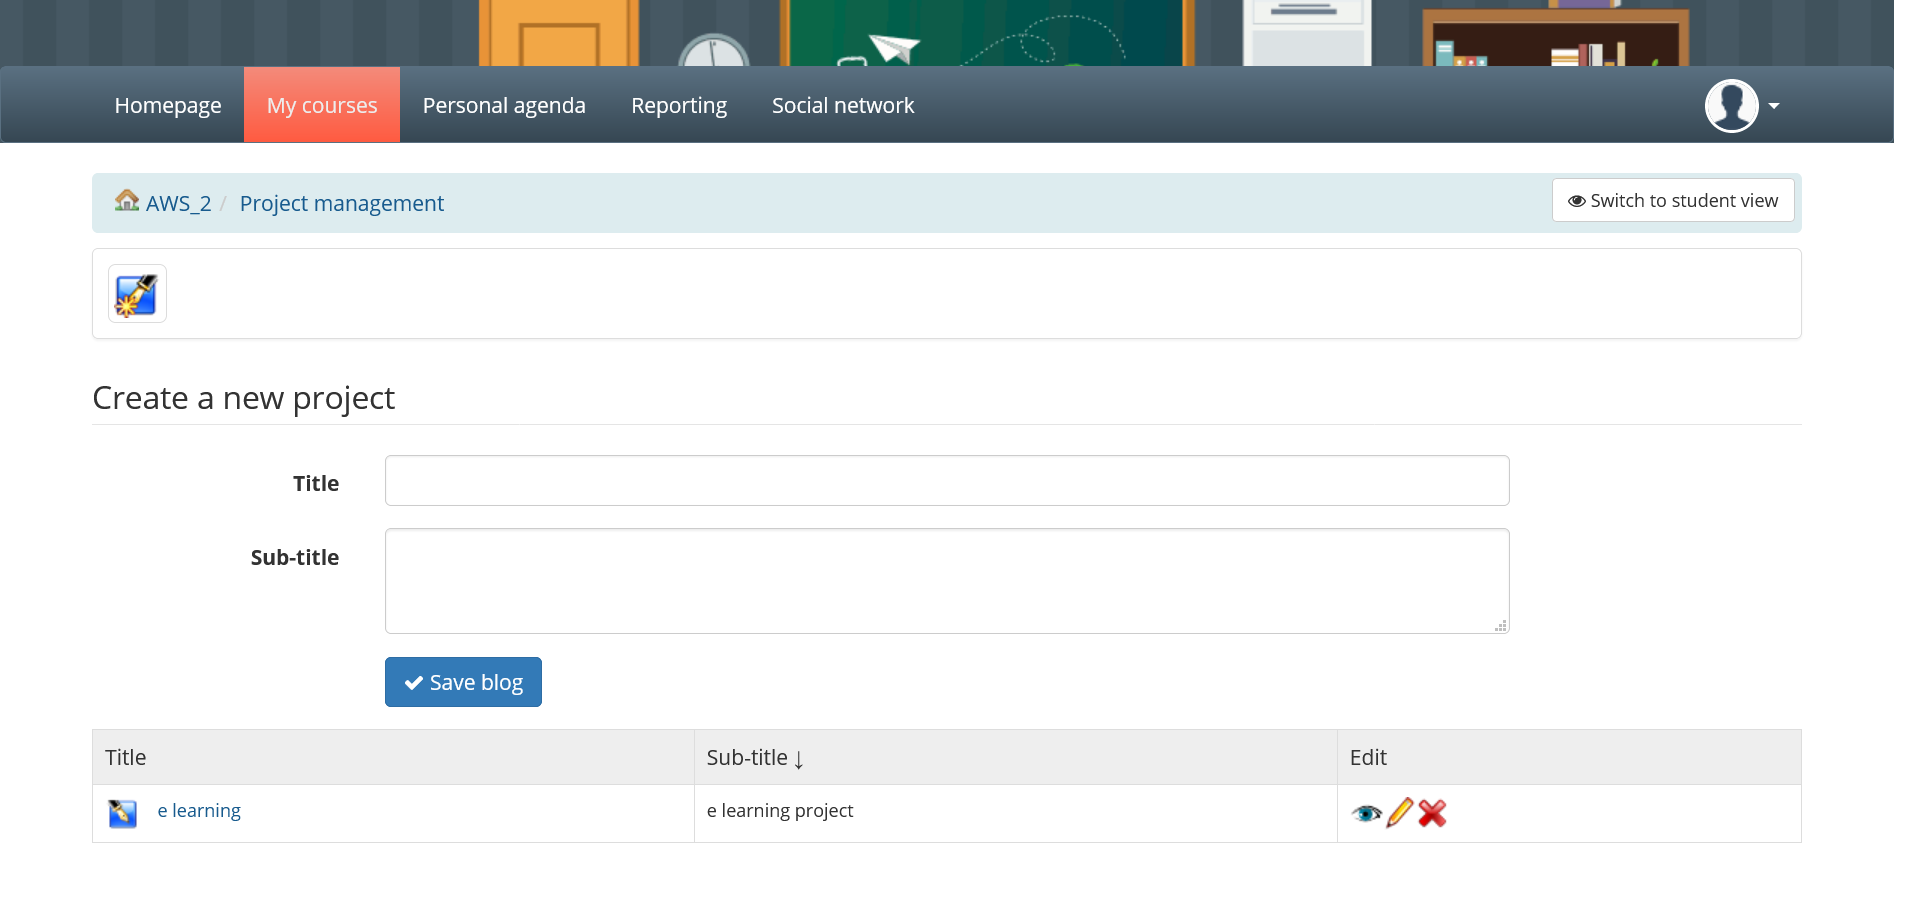 Homepage My courses Personal agenda Reporting Social network
AWS_2 / Project management Switch to student view
Create a new project
Title
Sub-title
Save blog
Title Sub-title ↓ Edit
e learning e learning project